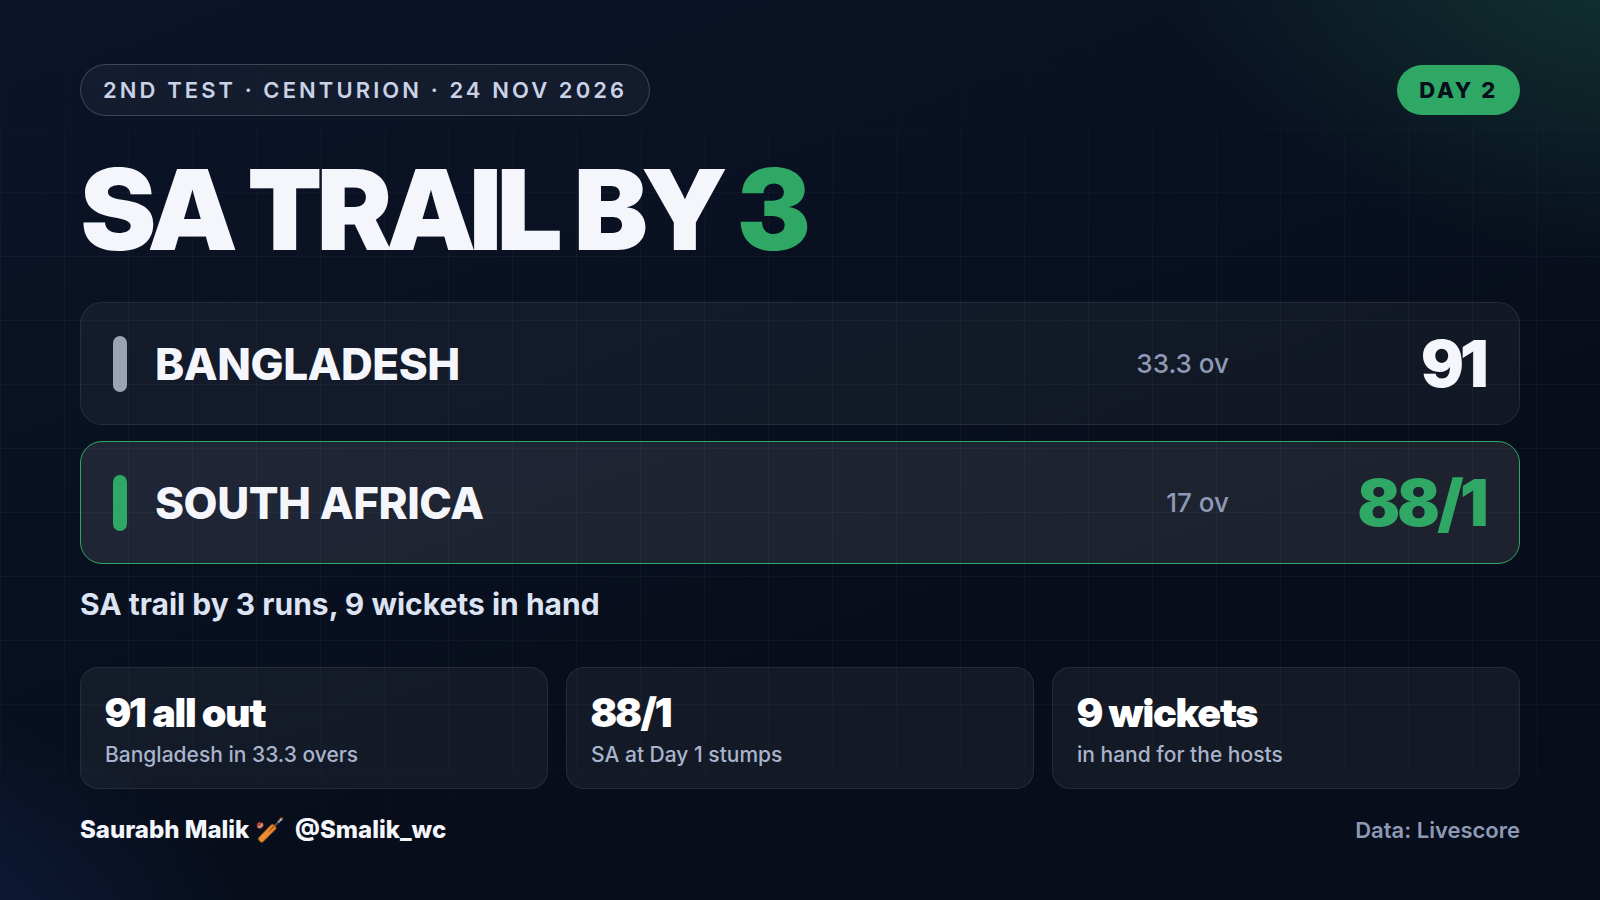 2ND TEST · CENTURION · 24 NOV 2026
DAY 2
SA TRAIL BY 3
BANGLADESH 33.3 ov 91
SOUTH AFRICA 17 ov 88/1
SA trail by 3 runs, 9 wickets in hand
91 all out
Bangladesh in 33.3 overs
88/1
SA at Day 1 stumps
9 wickets
in hand for the hosts
Saurabh Malik 🏏 @Smalik_wc
Data: Livescore